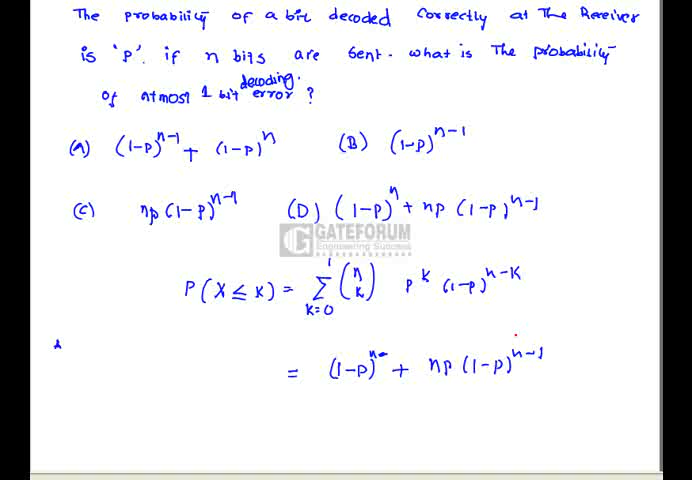 The probability of a bit decoded correctly at The Receiver
is 'p'. if n bits are sent. what is The probability
of atmost 1 bit decoding error ?
(A) (1-p)^{n-1} + (1-p)^n (B) (1-p)^{n-1}
(C) np(1-p)^{n-1} (D) (1-p)^n + np (1-p)^{n-1}
GATEFORUM
Engineering Success
P(X ≤ K) = \sum_{K=0}^{1} \binom{n}{k} p^k (1-p)^{n-K}
= (1-p)^n + np (1-p)^{n-1}